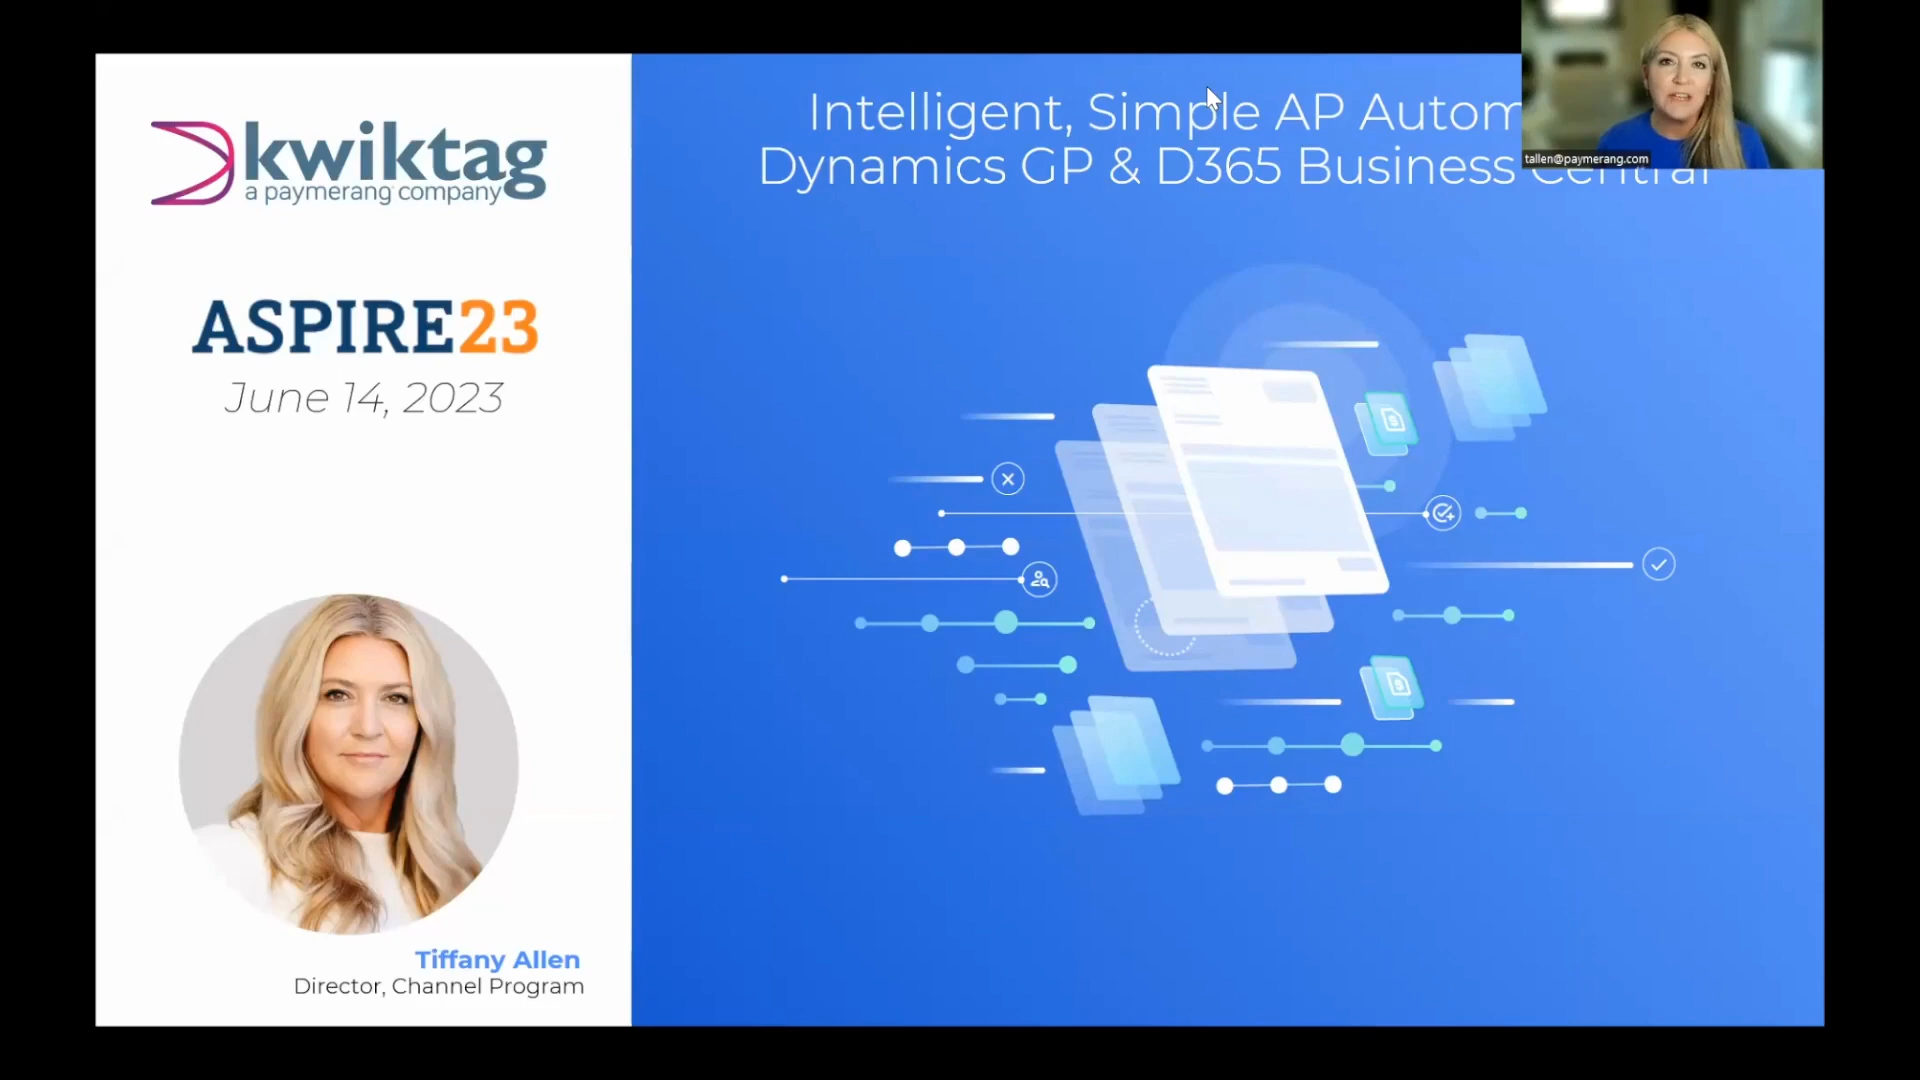 kwiktag
a paymerang company
ASPIRE23
June 14, 2023
Tiffany Allen
Director, Channel Program
Intelligent, Simple AP Autom
Dynamics GP & D365 Business Central
tallen@paymerang.com